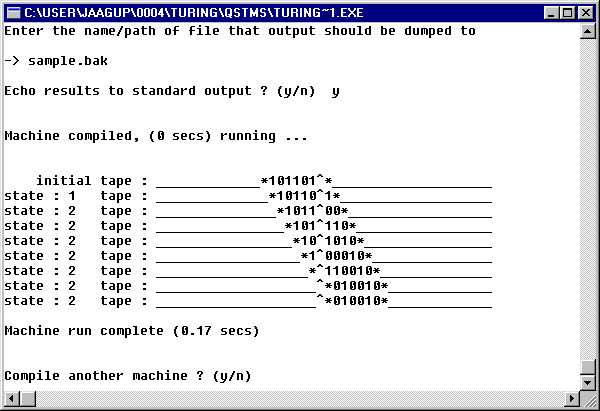 C:\USER\JAAGUP\0004\TURING\QSTMS\TURING~1.EXE
Enter the name/path of file that output should be dumped to
-> sample.bak
Echo results to standard output ? (y/n)  y
Machine compiled, (0 secs) running ...
    initial tape : _____________*101101^*____________________
state : 1   tape : ______________*10110^1*___________________
state : 2   tape : _______________*1011^00*__________________
state : 2   tape : ________________*101^110*_________________
state : 2   tape : _________________*10^1010*________________
state : 2   tape : __________________*1^00010*_______________
state : 2   tape : ___________________*^110010*______________
state : 2   tape : ____________________^*010010*_____________
state : 2   tape : ____________________^*010010*_____________
Machine run complete (0.17 secs)
Compile another machine ? (y/n)